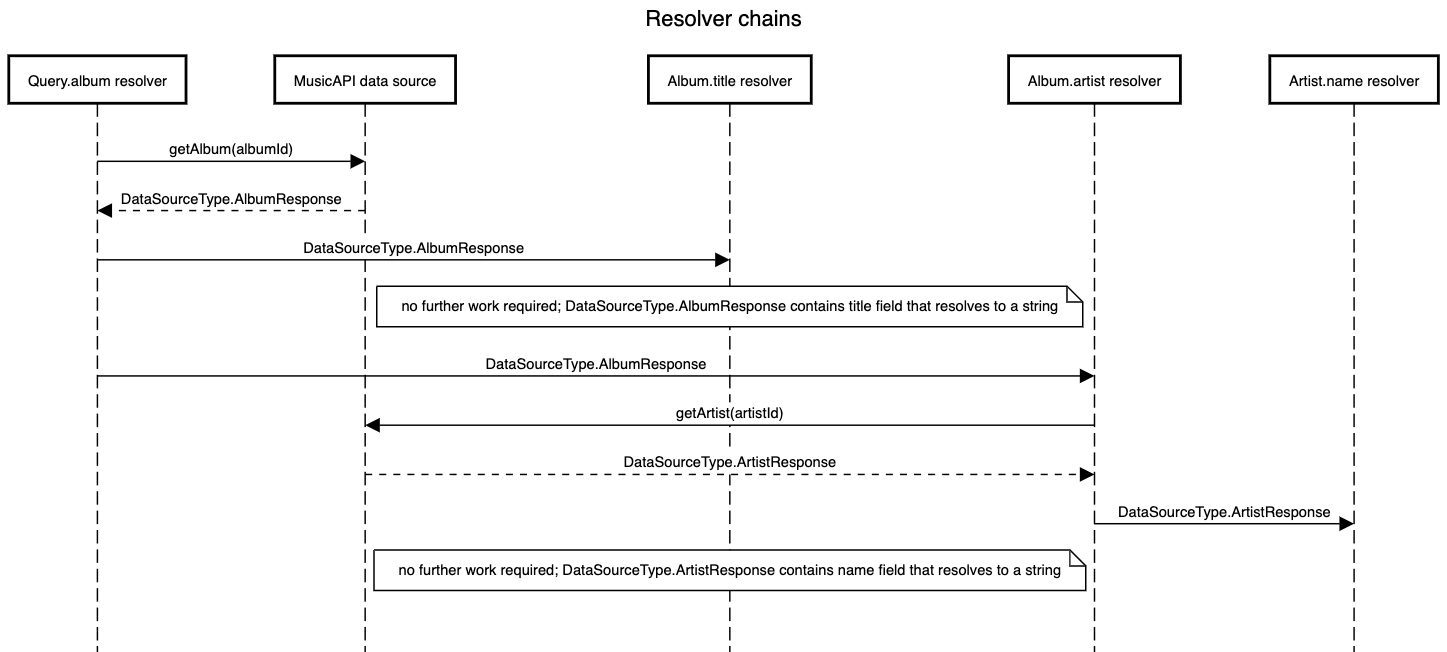 Resolver chains
Query.album resolver
MusicAPI data source
Album.title resolver
Album.artist resolver
Artist.name resolver
getAlbum(albumId)
DataSourceType.AlbumResponse
DataSourceType.AlbumResponse
no further work required; DataSourceType.AlbumResponse contains title field that resolves to a string
DataSourceType.AlbumResponse
getArtist(artistId)
DataSourceType.ArtistResponse
DataSourceType.ArtistResponse
no further work required; DataSourceType.ArtistResponse contains name field that resolves to a string